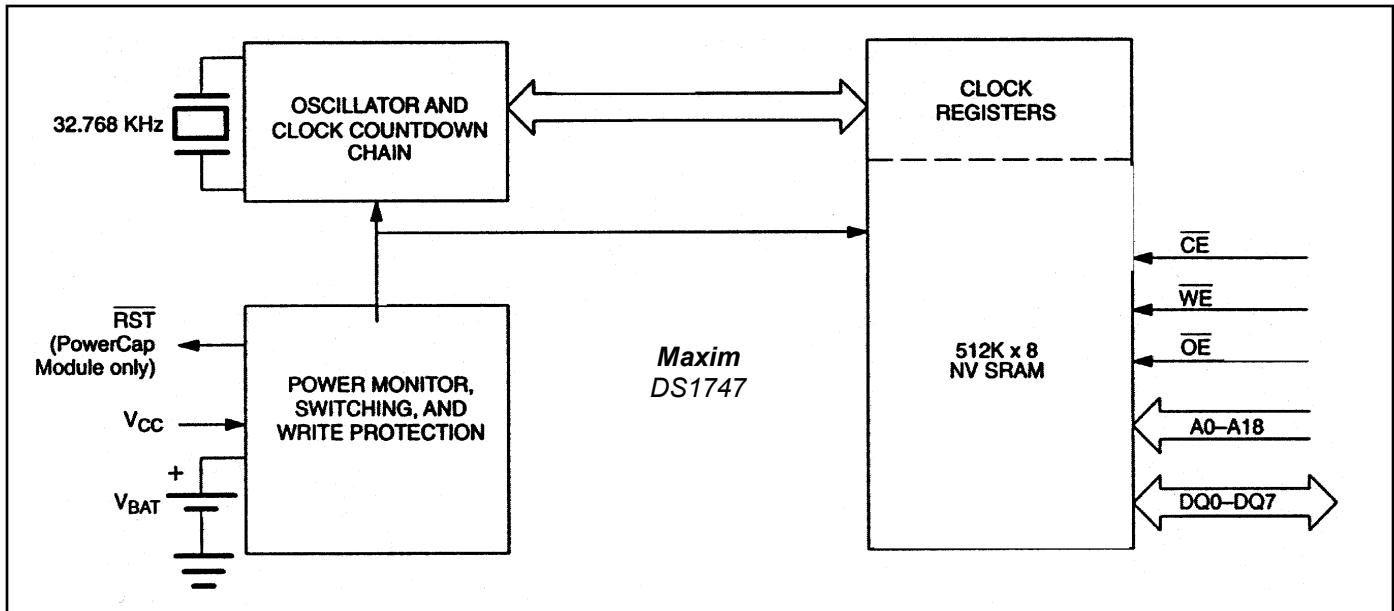 32.768 KHz
OSCILLATOR AND
CLOCK COUNTDOWN
CHAIN
CLOCK
REGISTERS
CE
WE
OE
512K x 8
NV SRAM
A0–A18
DQ0–DQ7
RST
(PowerCap
Module only)
VCC
+
VBAT
POWER MONITOR,
SWITCHING, AND
WRITE PROTECTION
Maxim
DS1747